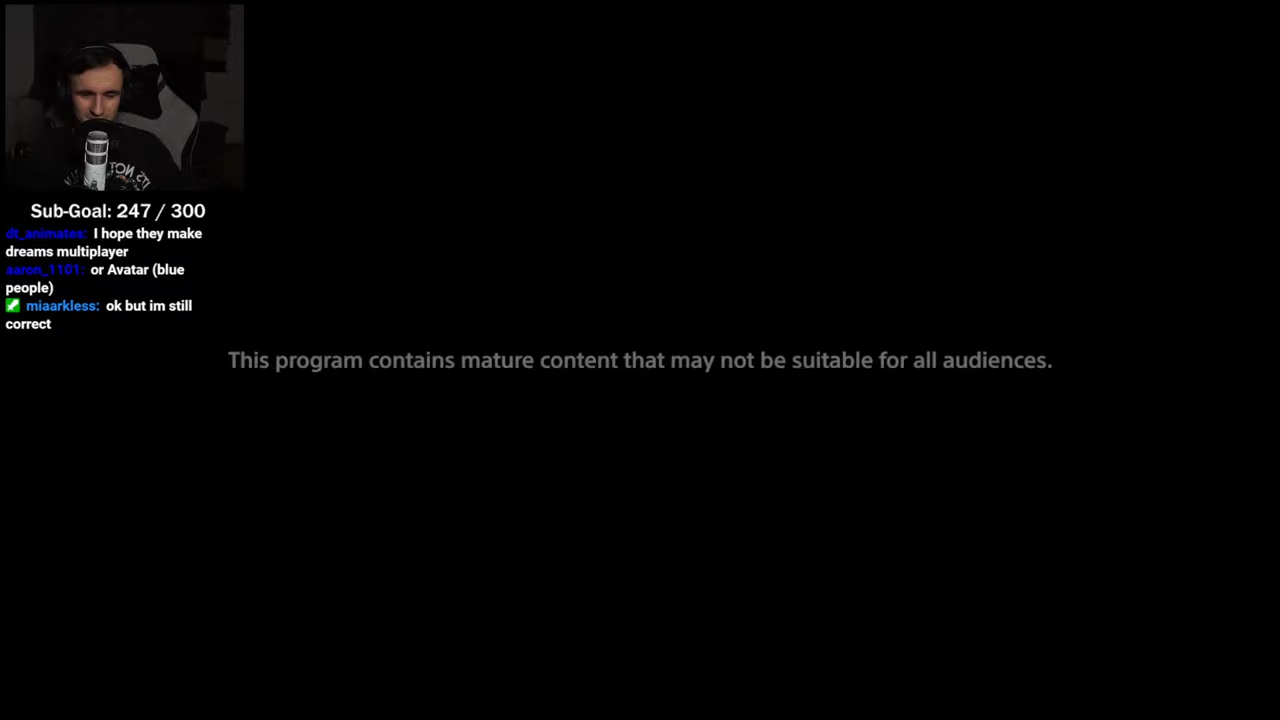 Sub-Goal: 247 / 300
dt_animates: I hope they make
dreams multiplayer
aaron_1101: or Avatar (blue
people)
miaarkless: ok but im still
correct
This program contains mature content that may not be suitable for all audiences.